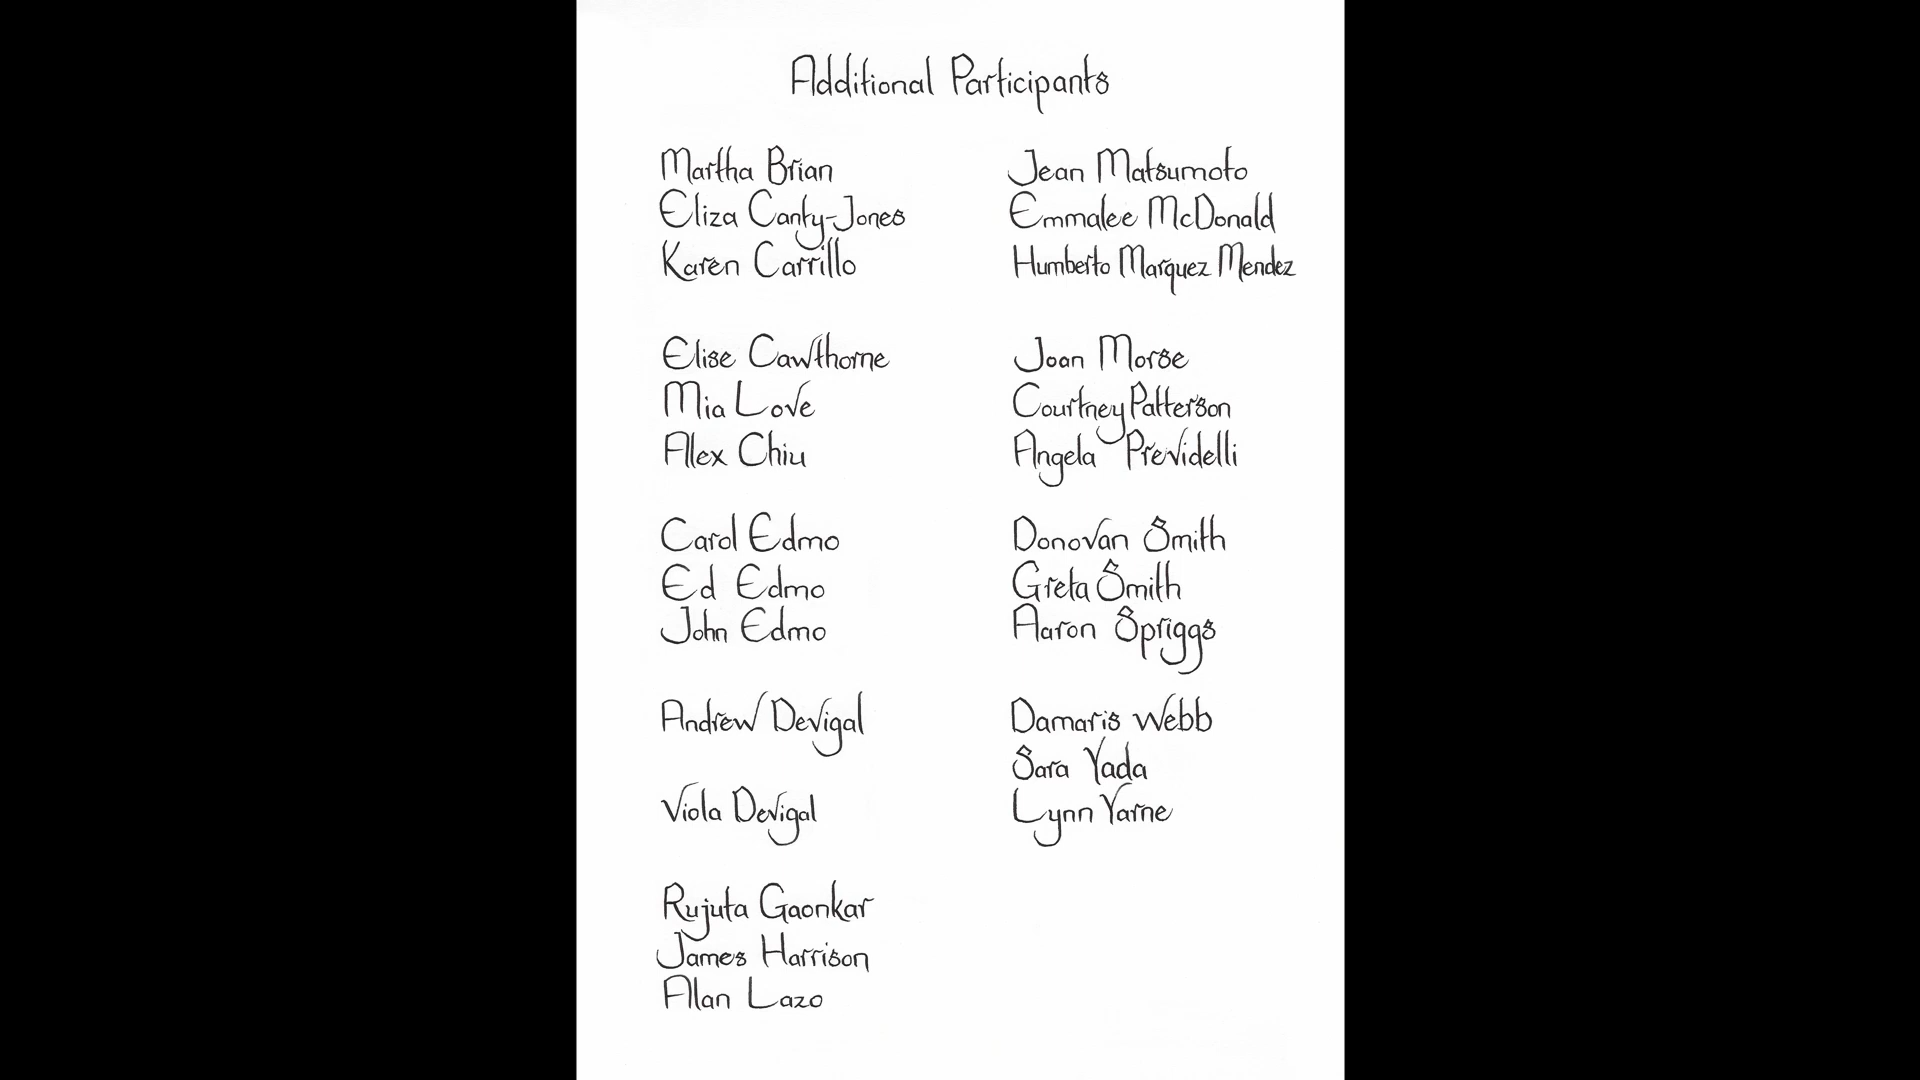 Additional Participants
Martha Brian
Eliza Canty-Jones
Karen Carrillo
Elise Cawthorne
Mia Love
Alex Chiu
Carol Edmo
Ed Edmo
John Edmo
Andrew DeVigal
Viola DeVigal
Rujuta Gaonkar
James Harrison
Alan Lazo
Jean Matsumoto
Emmalee McDonald
Humberto Marquez Mendez
Joan Morse
Courtney Patterson
Angela Previdelli
Donovan Smith
Greta Smith
Aaron Spriggs
Damaris Webb
Sara Yada
Lynn Yarne